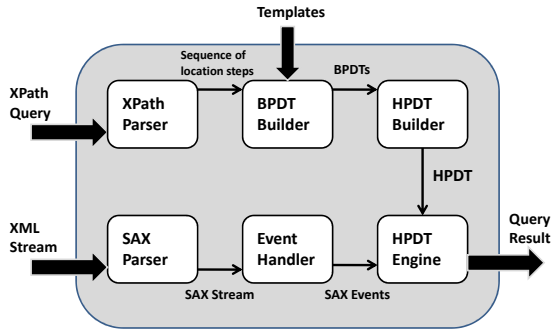 Templates
Sequence of
location steps
BPDTs
XPath
Query
XPath
Parser
BPDT
Builder
HPDT
Builder
HPDT
XML
Stream
SAX
Parser
Event
Handler
HPDT
Engine
Query
Result
SAX Stream
SAX Events